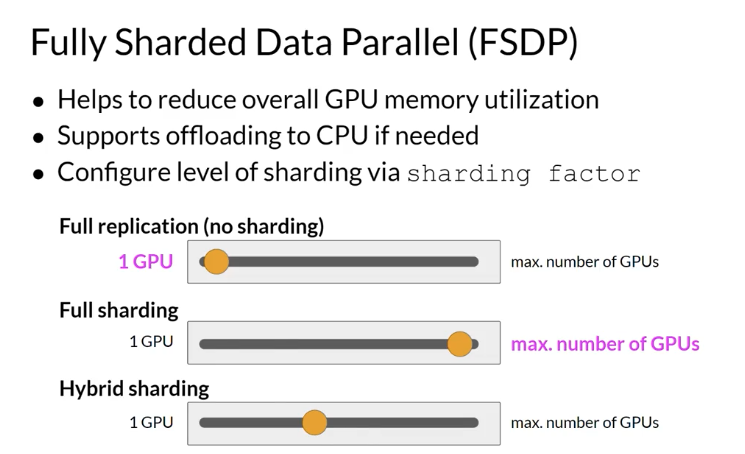 Fully Sharded Data Parallel (FSDP)
● Helps to reduce overall GPU memory utilization
● Supports offloading to CPU if needed
● Configure level of sharding via sharding factor
Full replication (no sharding)
1 GPU max. number of GPUs
Full sharding
1 GPU max. number of GPUs
Hybrid sharding
1 GPU max. number of GPUs